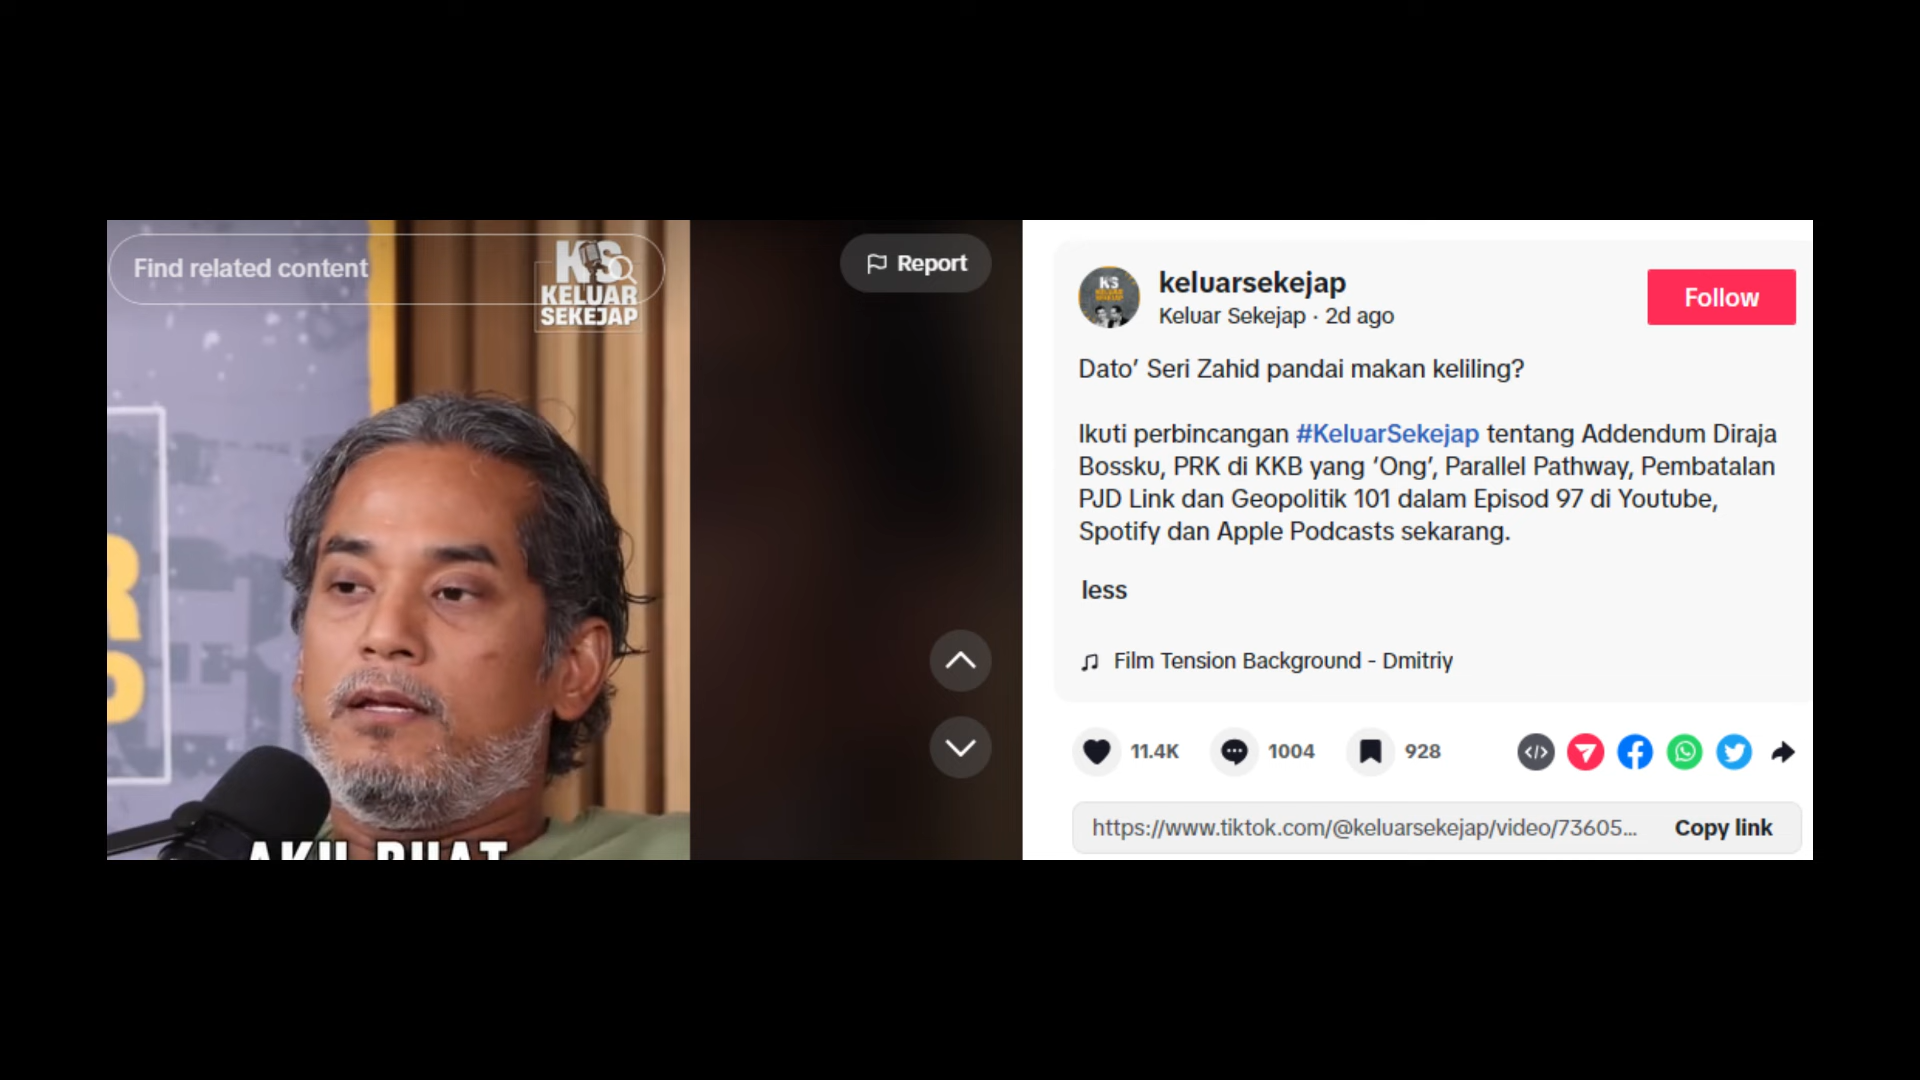 Find related content
KS
KELUAR
SEKEJAP
Report
keluarsekejap
Keluar Sekejap · 2d ago
Follow
Dato’ Seri Zahid pandai makan keliling?
Ikuti perbincangan #KeluarSekejap tentang Addendum Diraja
Bossku, PRK di KKB yang ‘Ong’, Parallel Pathway, Pembatalan
PJD Link dan Geopolitik 101 dalam Episod 97 di Youtube,
Spotify dan Apple Podcasts sekarang.
less
Film Tension Background - Dmitriy
11.4K
1004
928
https://www.tiktok.com/@keluarsekejap/video/73605...
Copy link